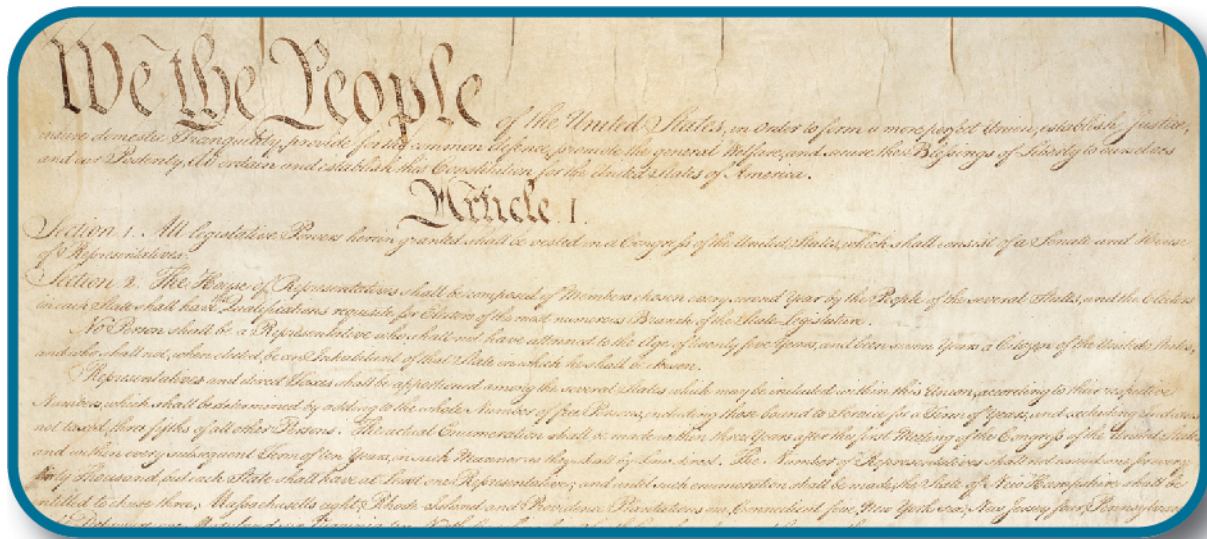 We the People of the United States, in Order to form a more perfect Union, establish Justice,
insure domestic Tranquility, provide for the common defence, promote the general Welfare, and secure the Blessings of Liberty to ourselves
and our Posterity, do ordain and establish this Constitution for the United States of America.
Article. I.
Section. 1. All legislative Powers herein granted shall be vested in a Congress of the United States, which shall consist of a Senate and House
of Representatives.
Section. 2. The House of Representatives shall be composed of Members chosen every second Year by the People of the several States, and the Electors
in each State shall have Qualifications requisite for Electors of the most numerous Branch of the State Legislature.
No Person shall be a Representative who shall not have attained to the Age of twenty five Years, and been seven Years a Citizen of the United States,
and who shall not, when elected, be an Inhabitant of that State in which he shall be chosen.
Representatives and direct Taxes shall be apportioned among the several States which may be included within this Union, according to their respective
Numbers, which shall be determined by adding to the whole Number of free Persons, including those bound to Service for a Term of Years, and excluding Indians
not taxed, three fifths of all other Persons. The actual Enumeration shall be made within three Years after the first Meeting of the Congress of the United States,
and within every subsequent Term of ten Years, in such Manner as they shall by Law direct. The Number of Representatives shall not exceed one for every
thirty Thousand, but each State shall have at Least one Representative; and until such enumeration shall be made, the State of New Hampshire shall be
entitled to chuse three, Massachusetts eight, Rhode-Island and Providence Plantations one, Connecticut five, New-York six, New Jersey four, Pennsylvania